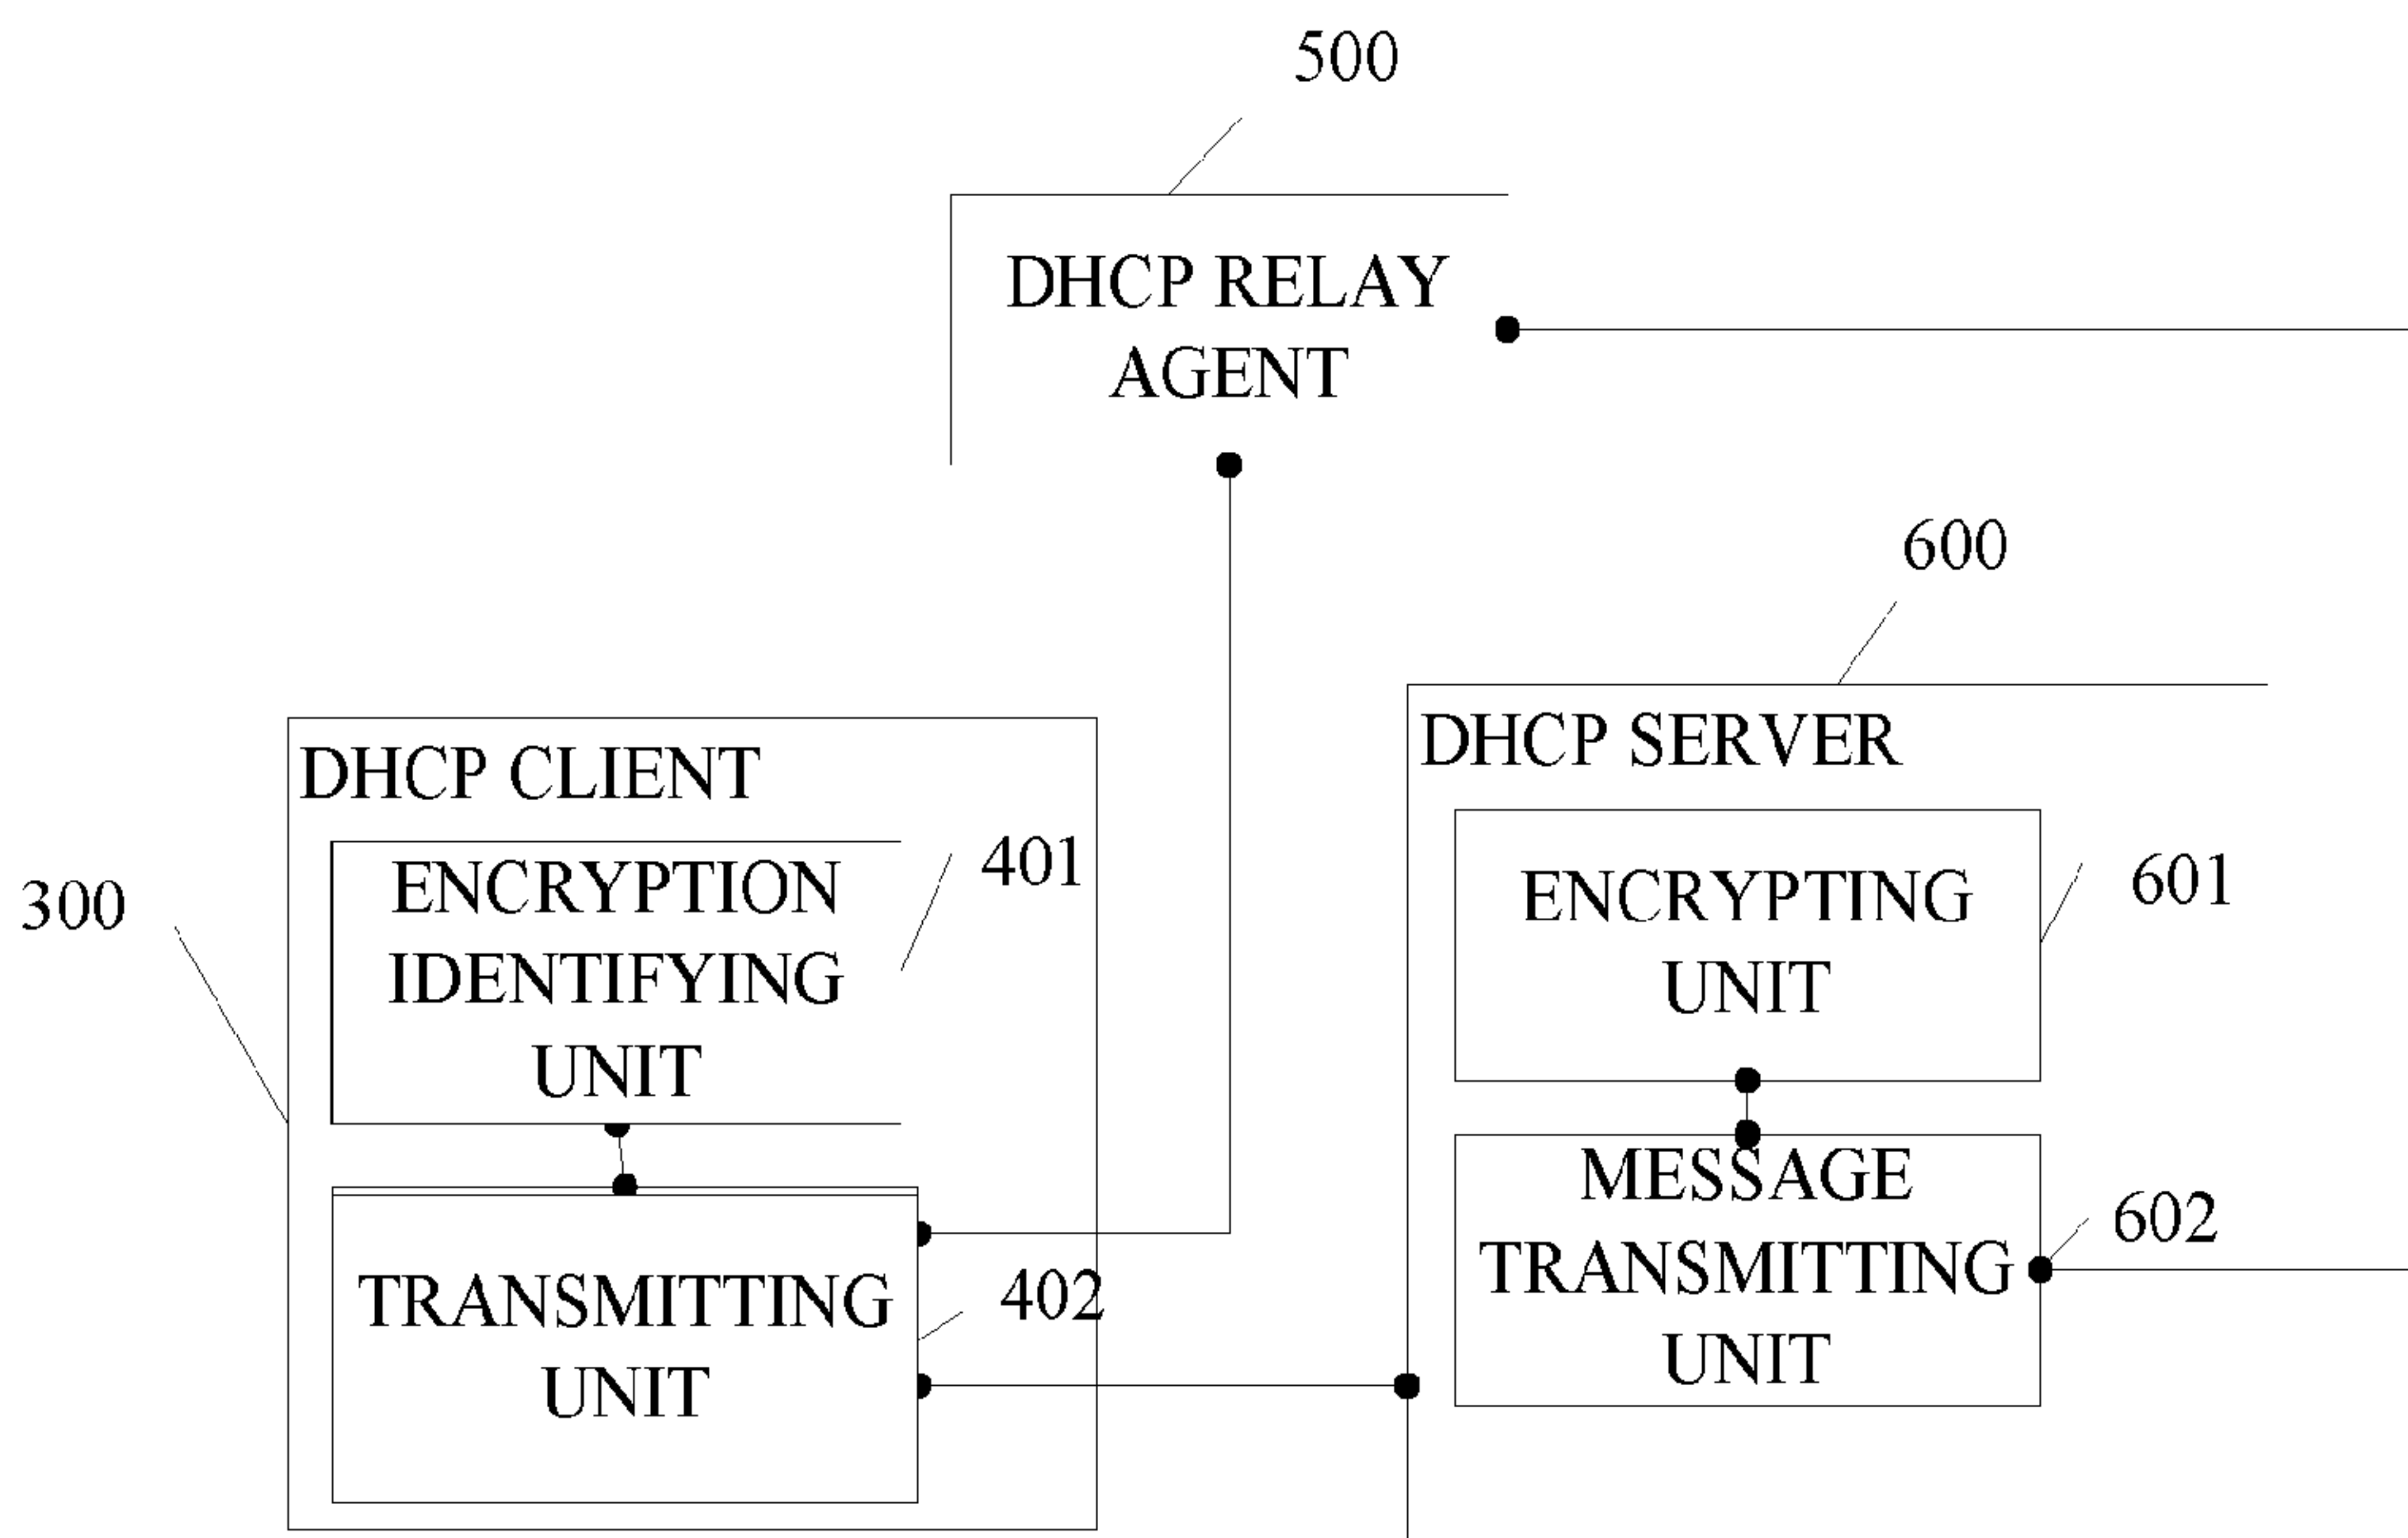 500
DHCP RELAY
AGENT
600
DHCP SERVER
DHCP CLIENT
300
ENCRYPTION
IDENTIFYING
UNIT
401
ENCRYPTING
UNIT
601
TRANSMITTING
UNIT
402
MESSAGE
TRANSMITTING
UNIT
602